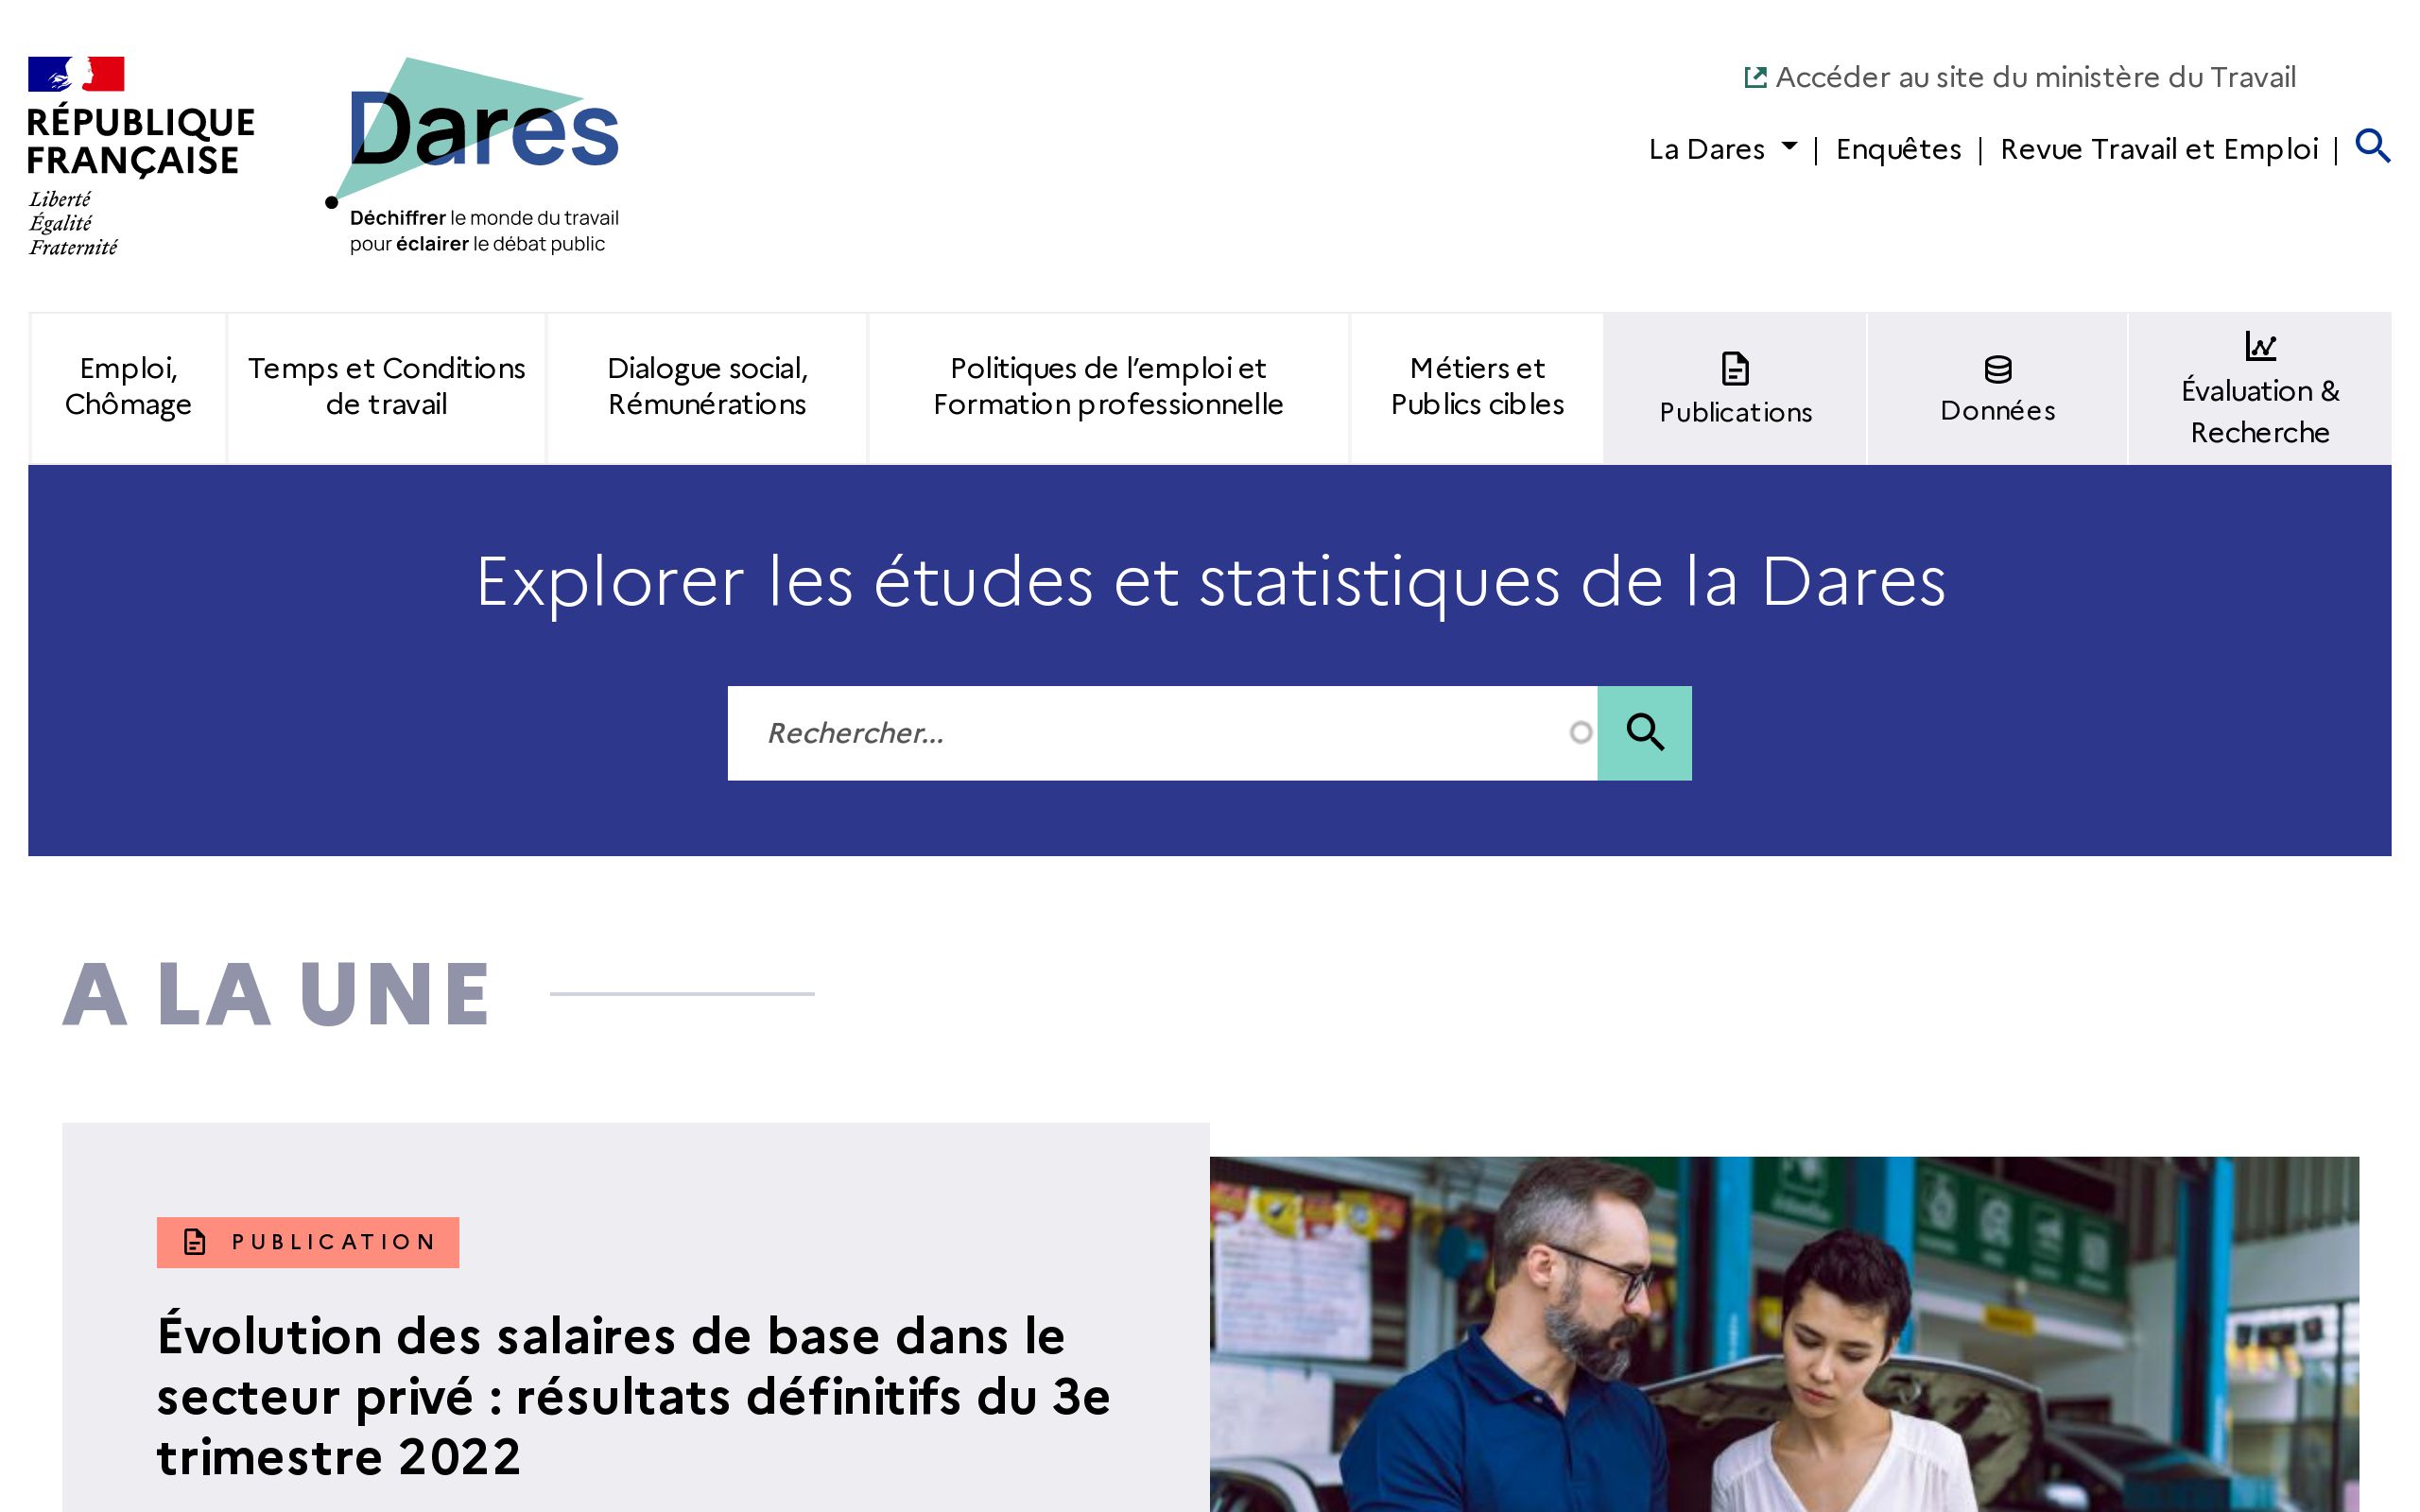 RÉPUBLIQUE
FRANÇAISE
Liberté
Égalité
Fraternité
Dares
Déchiffrer le monde du travail
pour éclairer le débat public
Accéder au site du ministère du Travail
La Dares | Enquêtes | Revue Travail et Emploi |
Emploi,
Chômage
Temps et Conditions
de travail
Dialogue social,
Rémunérations
Politiques de l’emploi et
Formation professionnelle
Métiers et
Publics cibles
Publications
Données
Évaluation &
Recherche
Explorer les études et statistiques de la Dares
Rechercher...
A LA UNE
PUBLICATION
Évolution des salaires de base dans le
secteur privé : résultats définitifs du 3e
trimestre 2022